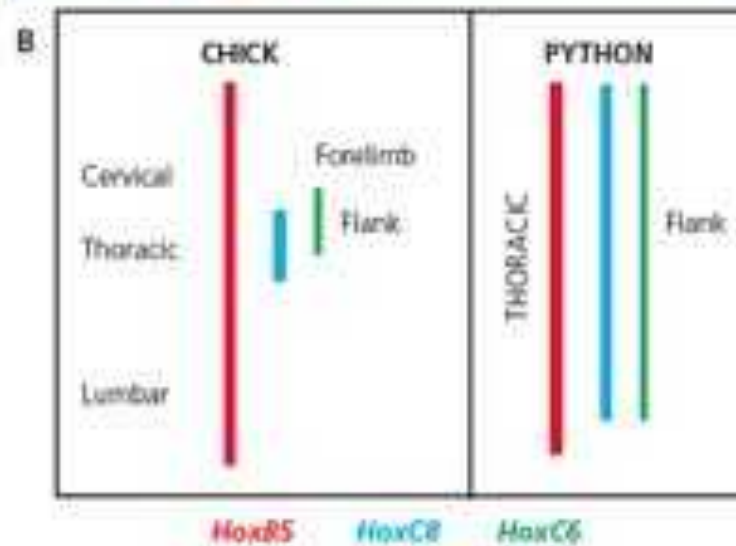 B
CHICK
PYTHON
Forelimb
Cervical
Flank
Thoracic
Lumbar
THORACIC
Flank
HoxB5 HoxC8 HoxC6